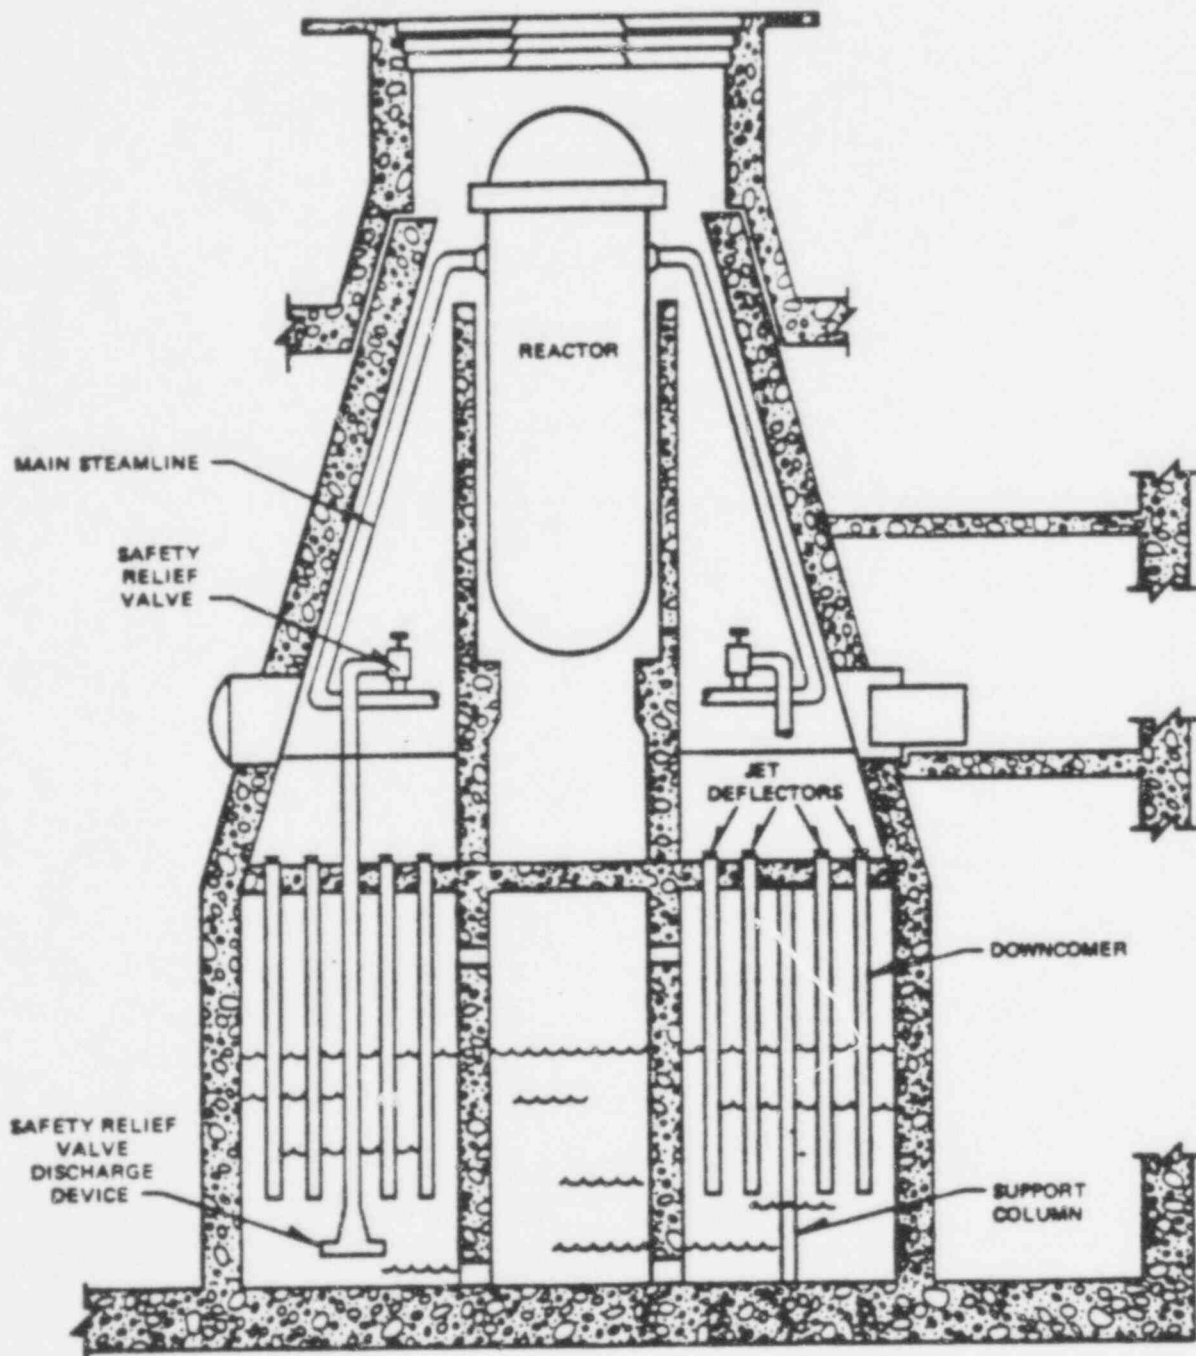 REACTOR
MAIN STEAMLINE
SAFETY
RELIEF
VALVE
JET
DEFLECTORS
DOWNCOMER
SAFETY RELIEF
VALVE
DISCHARGE
DEVICE
SUPPORT
COLUMN